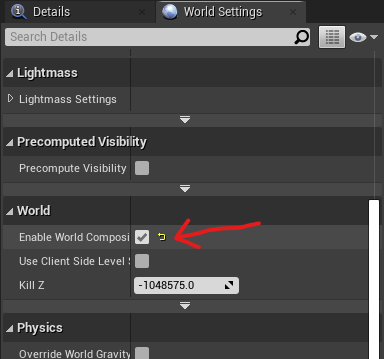 Details
World Settings
Search Details
Lightmass
Lightmass Settings
Precomputed Visibility
Precompute Visibility
World
Enable World Composi
Use Client Side Level S
Kill Z
-1048575.0
Physics
Override World Gravity